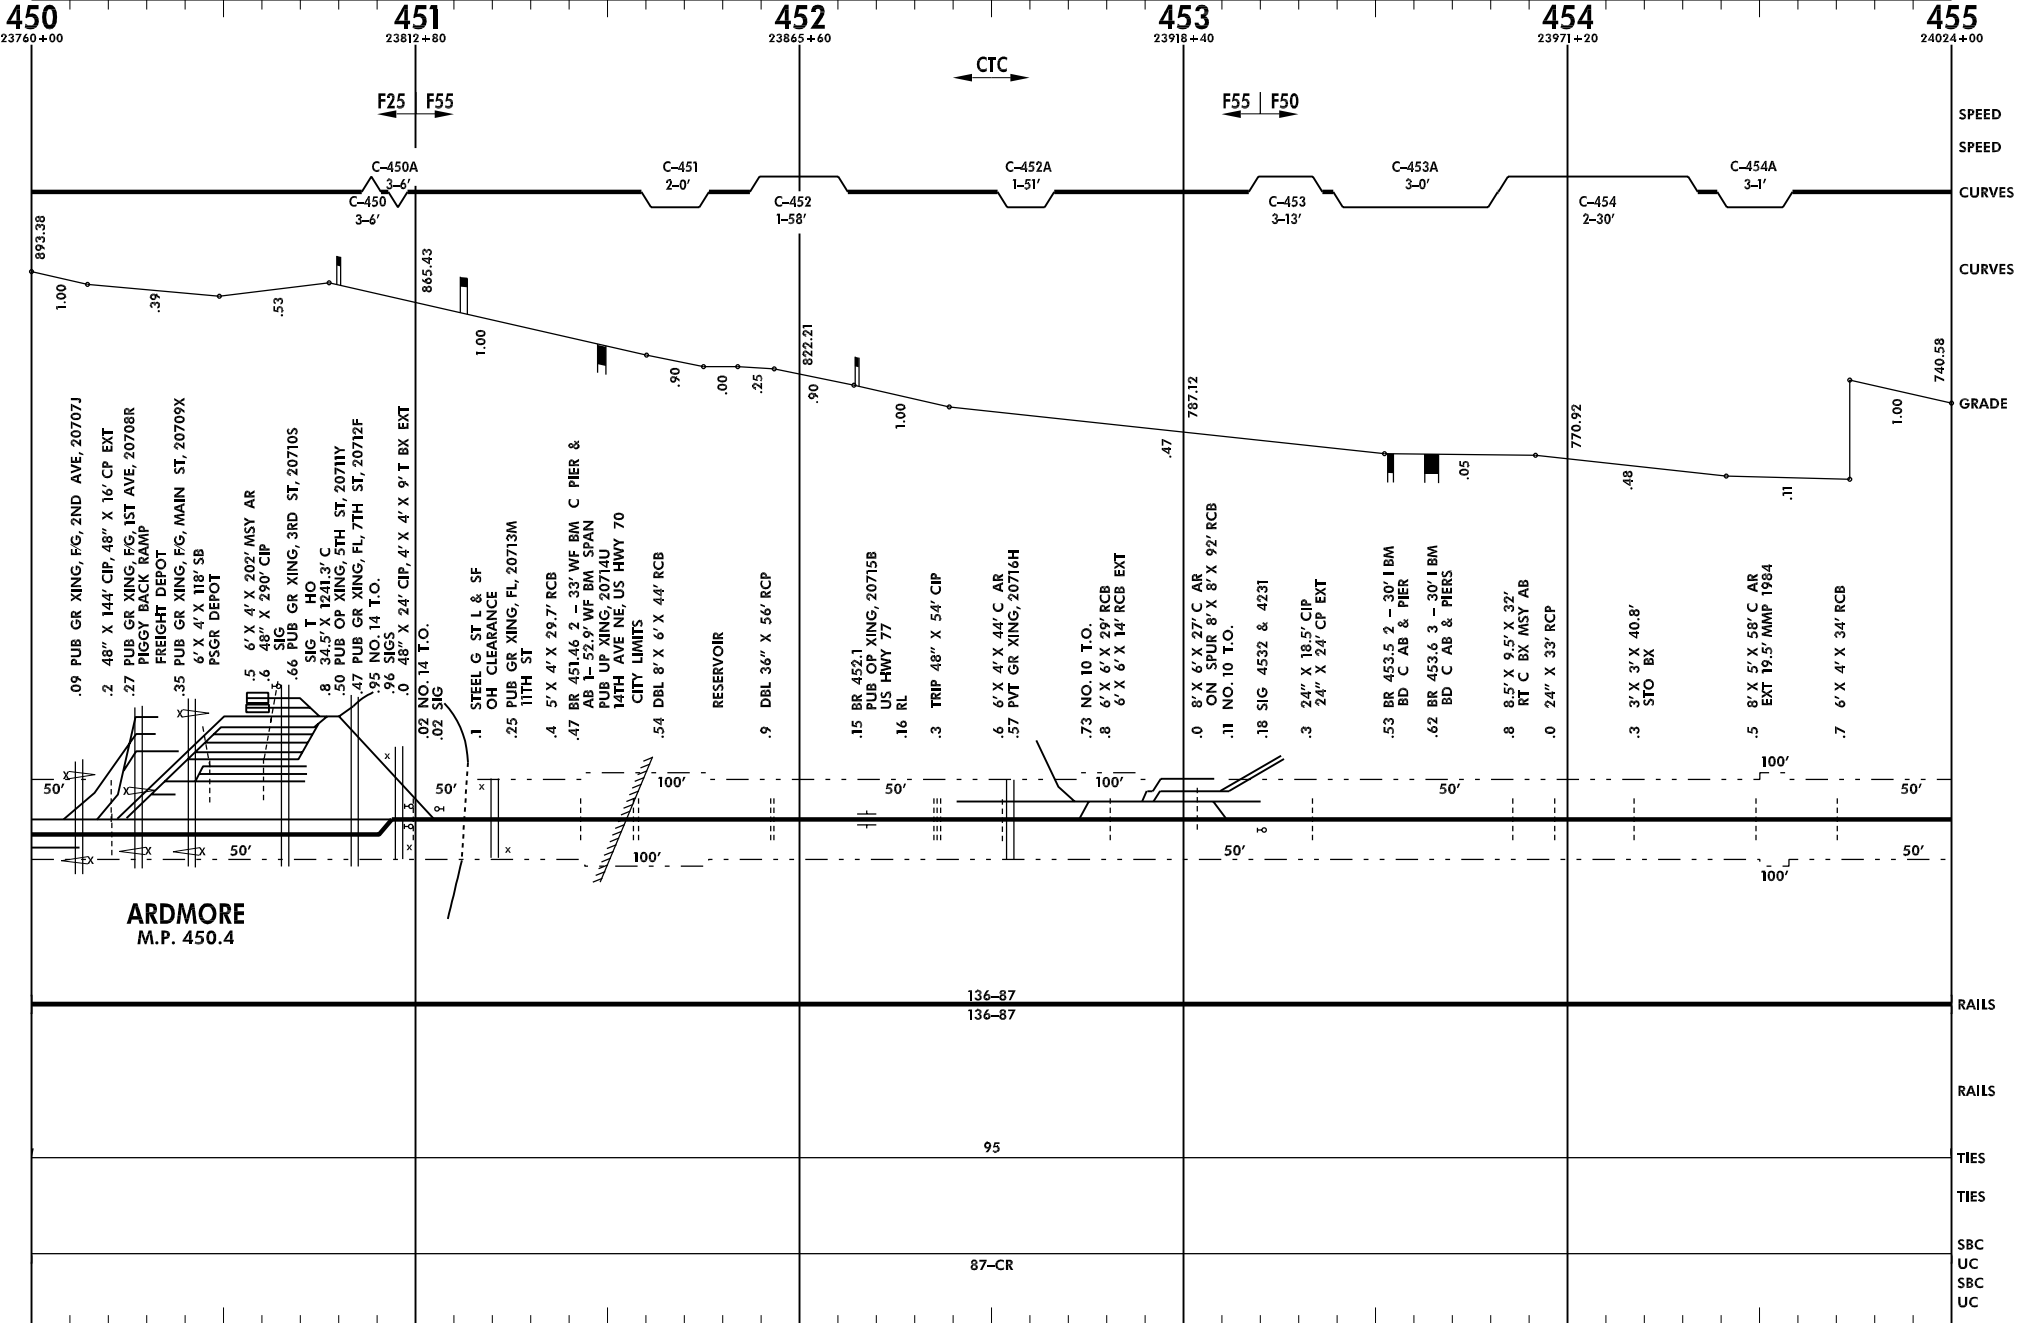 450
451
452
453
454
455
23760+00
23812+80
23865+60
23918+40
23971+20
24024+00
CTC
F25
F55
F55
F50
SPEED
SPEED
C-450A
3-6'
C-450
3-6'
C-451
2-0'
C-452
1-58'
C-452A
1-51'
C-453
3-13'
C-453A
3-0'
C-454
2-30'
C-454A
3-1'
CURVES
CURVES
893.38
865.43
822.21
787.12
770.92
740.58
1.00
.39
.53
1.00
.90
.00
.25
.90
1.00
.47
.05
.48
.11
1.00
GRADE
.09 PUB GR XING, F/G, 2ND AVE, 20707J
.2 48" X 144' CIP, 48" X 16' CP EXT
.27 PUB GR XING, F/G, 1ST AVE, 20708R
PIGGY BACK RAMP
FREIGHT DEPOT
.35 PUB GR XING, F/G, MAIN ST, 20709X
6' X 4' X 118' SB
PSGR DEPOT
.5 6' X 4' X 202' MSY AR
.6 48" X 290' CIP
SIG
.66 PUB GR XING, 3RD ST, 20710S
SIG T HO
.8 34.5' X 1241.3' C
.50 PUB OP XING, 5TH ST, 20711Y
.47 PUB GR XING, FL, 7TH ST, 20712F
.95 NO. 14 T.O.
.96 SIGS
.0 48" X 24' CIP, 4' X 4' X 9' T BX EXT
.02 NO. 14 T.O.
.02 SIG
.1 STEEL G ST L & SF
OH CLEARANCE
.25 PUB GR XING, FL, 20713M
11TH ST
.4 5' X 4' X 29.7' RCB
.47 BR 451.46 2 - 33' WF BM C PIER &
AB 1- 52.9' WF BM SPAN
PUB UP XING, 20714U
14TH AVE NE, US HWY 70
CITY LIMITS
.54 DBL 8' X 6' X 44' RCB
RESERVOIR
.9 DBL 36" X 56' RCP
.15 BR 452.1
PUB OP XING, 20715B
US HWY 77
.16 RL
.3 TRIP 48" X 54' CIP
.6 6' X 4' X 44' C AR
.57 PVT GR XING, 20716H
.73 NO. 10 T.O.
.8 6' X 6' X 29' RCB
6' X 6' X 14' RCB EXT
.0 8' X 6' X 27' C AR
ON SPUR 8' X 8' X 92' RCB
.11 NO. 10 T.O.
.18 SIG 4532 & 4231
.3 24" X 18.5' CIP
24" X 24' CP EXT
.53 BR 453.5 2 - 30' I BM
BD C AB & PIER
.62 BR 453.6 3 - 30' I BM
BD C AB & PIERS
.8 8.5' X 9.5' X 32'
RT C BX MSY AB
.0 24" X 33' RCP
.3 3' X 3' X 40.8'
STO BX
.5 8' X 5' X 58' C AR
EXT 19.5' MMP 1984
.7 6' X 4' X 34' RCB
X
X
X
X
X
X
X
X
X
X
X
50'
50'
100'
50'
100'
50'
100'
50'
50'
100'
50'
50'
100'
ARDMORE
M.P. 450.4
136-87
136-87
RAILS
RAILS
95
TIES
TIES
87-CR
SBC
UC
SBC
UC